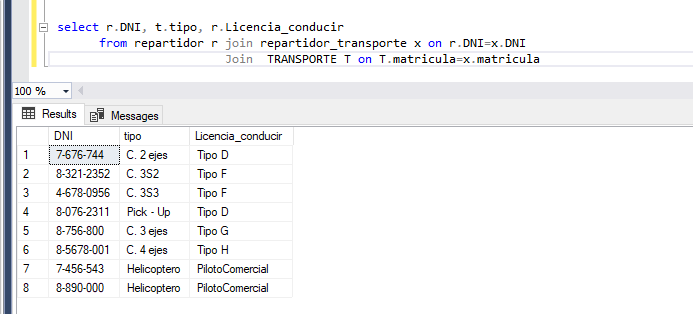 select r.DNI, t.tipo, r.Licencia_conducir
from repartidor r join repartidor_transporte x on r.DNI=x.DNI
Join TRANSPORTE T on T.matricula=x.matricula
100 %
Results Messages
DNI tipo Licencia_conducir
1 7-676-744 C. 2 ejes Tipo D
2 8-321-2352 C. 3S2 Tipo F
3 4-678-0956 C. 3S3 Tipo F
4 8-076-2311 Pick - Up Tipo D
5 8-756-800 C. 3 ejes Tipo G
6 8-5678-001 C. 4 ejes Tipo H
7 7-456-543 Helicoptero PilotoComercial
8 8-890-000 Helicoptero PilotoComercial